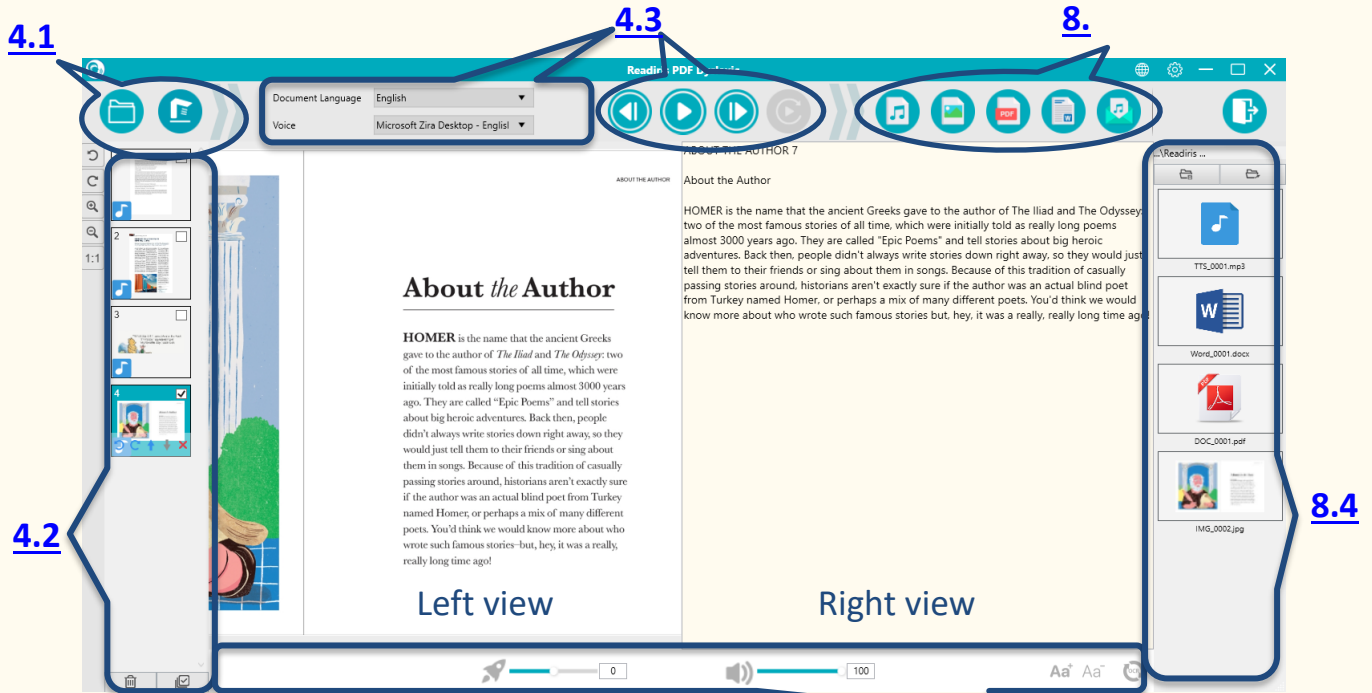 4.1
4.3
8.
Readiris PDF Dyslexic
Document Language
English
Voice
Microsoft Zira Desktop - Englisl
PDF
W
1:1
2
3
4
ABOUT THE AUTHOR
About the Author
HOMER is the name that the ancient Greeks
gave to the author of The Iliad and The Odyssey: two
of the most famous stories of all time, which were
initially told as really long poems almost 3000 years
ago. They are called “Epic Poems” and tell stories
about big heroic adventures. Back then, people
didn’t always write stories down right away, so they
would just tell them to their friends or sing about
them in songs. Because of this tradition of casually
passing stories around, historians aren’t exactly sure
if the author was an actual blind poet from Turkey
named Homer, or perhaps a mix of many different
poets. You’d think we would know more about who
wrote such famous stories–but, hey, it was a really,
really long time ago!
Left view
ABOUT THE AUTHOR 7
About the Author
HOMER is the name that the ancient Greeks gave to the author of The Iliad and The Odyssey:
two of the most famous stories of all time, which were initially told as really long poems
almost 3000 years ago. They are called "Epic Poems" and tell stories about big heroic
adventures. Back then, people didn't always write stories down right away, so they would just
tell them to their friends or sing about them in songs. Because of this tradition of casually
passing stories around, historians aren't exactly sure if the author was an actual blind poet
from Turkey named Homer, or perhaps a mix of many different poets. You'd think we would
know more about who wrote such famous stories but, hey, it was a really, really long time ago!
Right view
...\Readiris ...
TTS_0001.mp3
W
Word_0001.docx
PDF
DOC_0001.pdf
IMG_0002.jpg
4.2
8.4
0
100
Aa+ Aa-
OCR